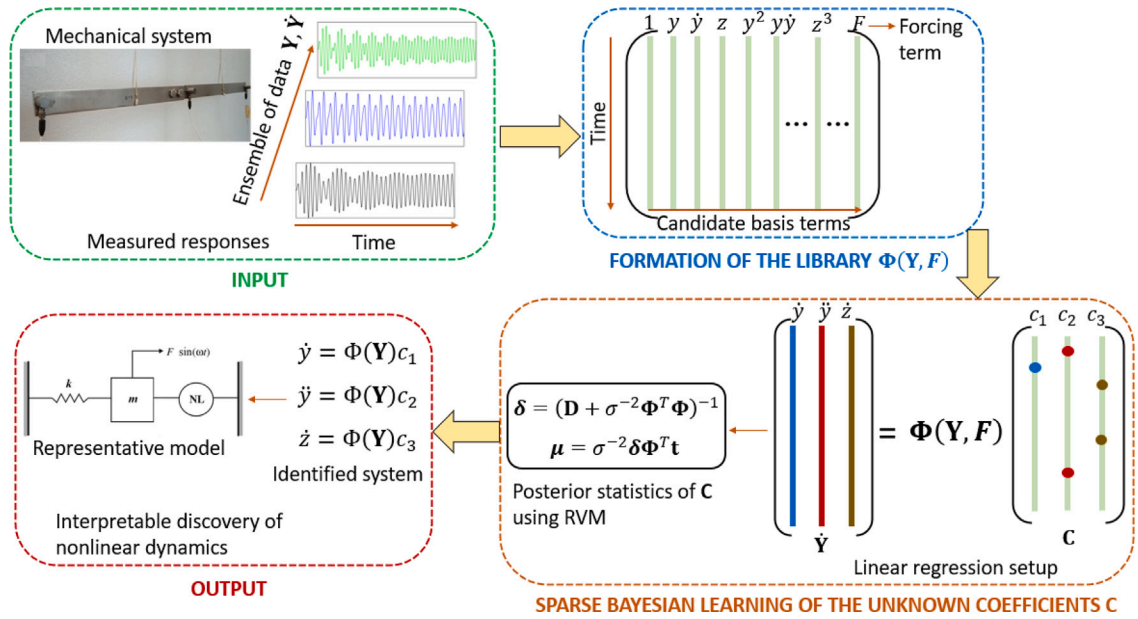 Mechanical system
Ensemble of data 𝐘, 𝐘̇
Measured responses
Time
INPUT
1 y ẏ z y² yẏ z³ F
Forcing
term
Time
... ...
Candidate basis terms
FORMATION OF THE LIBRARY 𝚽(𝐘, F)
ẏ ÿ ż
c₁ c₂ c₃
= 𝚽(𝐘, F)
𝐘̇
𝐂
Linear regression setup
𝜹 = (𝐃 + σ⁻²𝚽ᵀ𝚽)⁻¹
𝝁 = σ⁻²𝜹𝚽ᵀ𝐭
Posterior statistics of 𝐂
using RVM
SPARSE BAYESIAN LEARNING OF THE UNKNOWN COEFFICIENTS C
F sin(ωt)
k
m
NL
Representative model
ẏ = Φ(𝐘)c₁
ÿ = Φ(𝐘)c₂
ż = Φ(𝐘)c₃
Identified system
Interpretable discovery of
nonlinear dynamics
OUTPUT